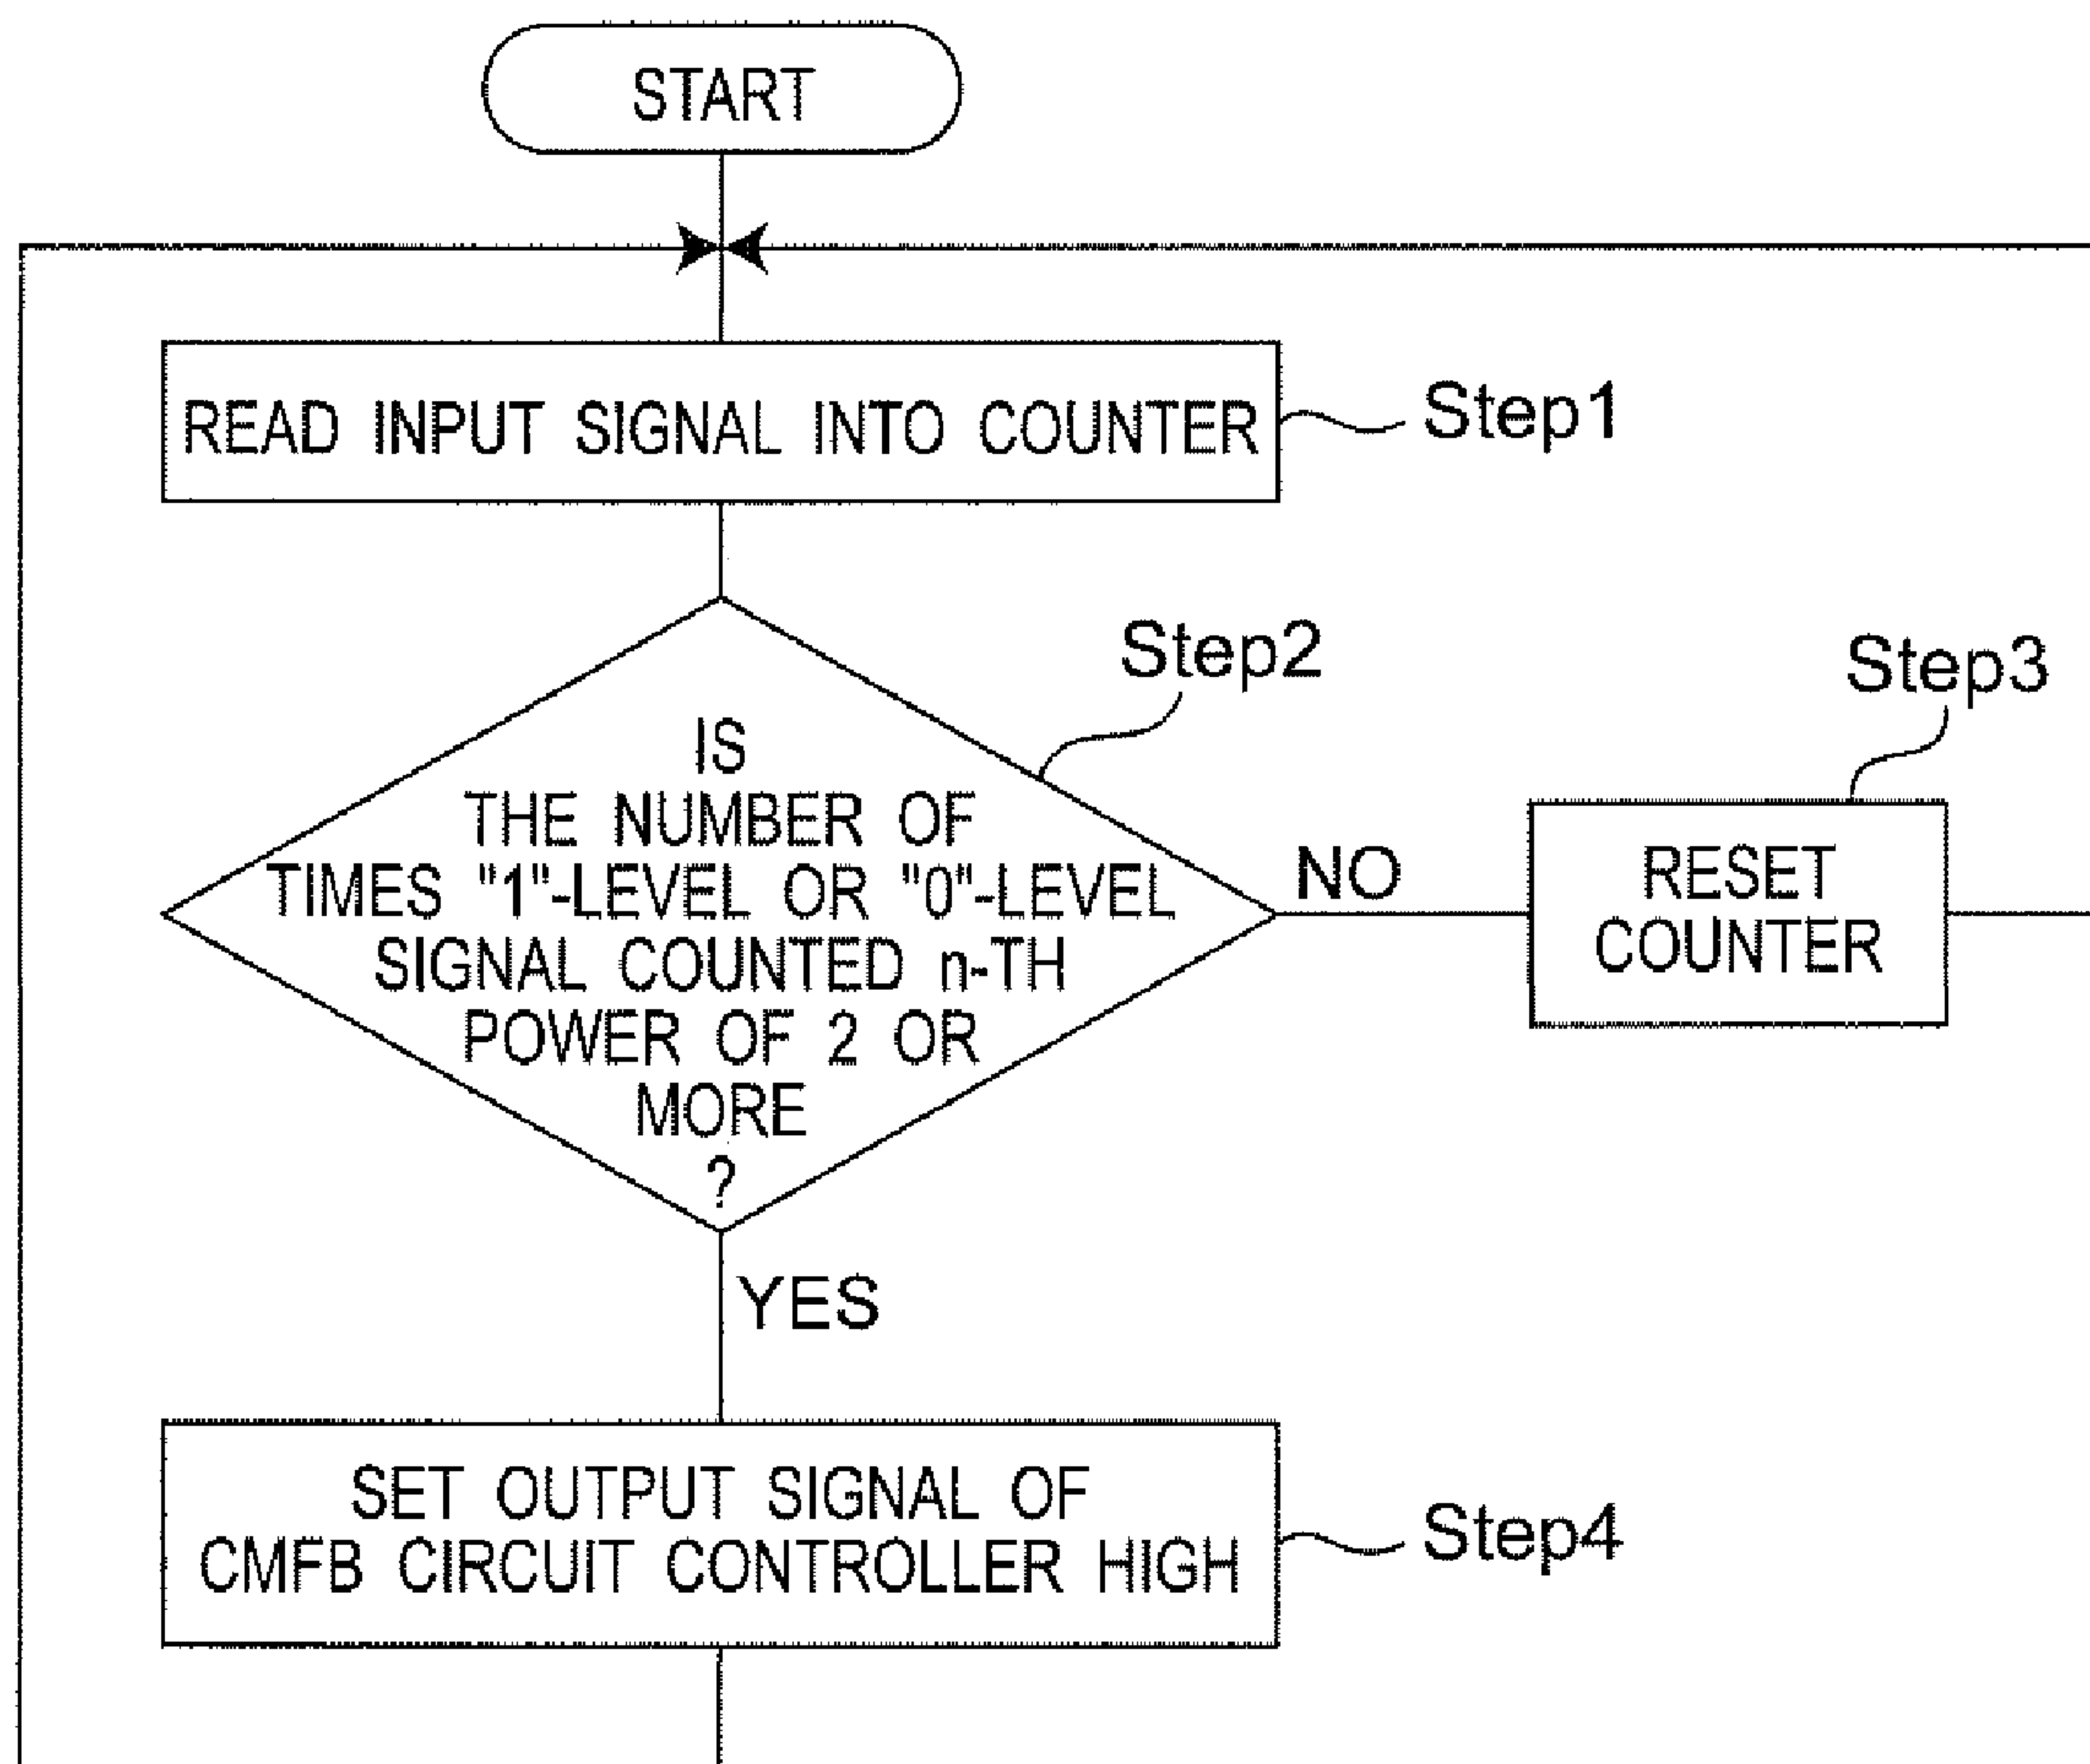 START
READ INPUT SIGNAL INTO COUNTER
Step1
Step2
Step3
IS
THE NUMBER OF
TIMES "1"-LEVEL OR "0"-LEVEL
SIGNAL COUNTED n-TH
POWER OF 2 OR
MORE
?
NO
RESET
COUNTER
YES
SET OUTPUT SIGNAL OF
CMFB CIRCUIT CONTROLLER HIGH
Step4